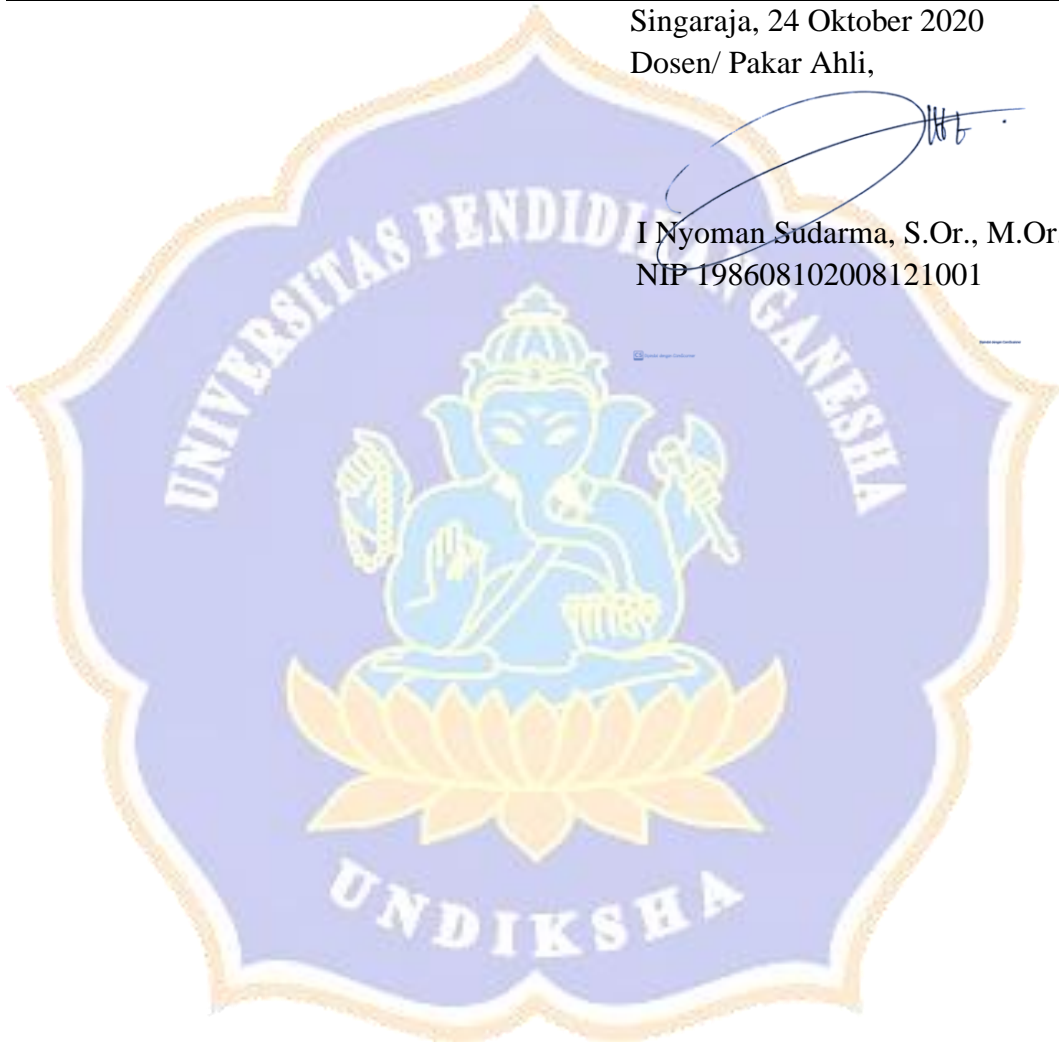 Singaraja, 24 Oktober 2020
Dosen/ Pakar Ahli,
I Nyoman Sudarma, S.Or., M.Or
NIP 198608102008121001
UNIVERSITAS PENDIDIKAN GANESHA
UNDIKSHA